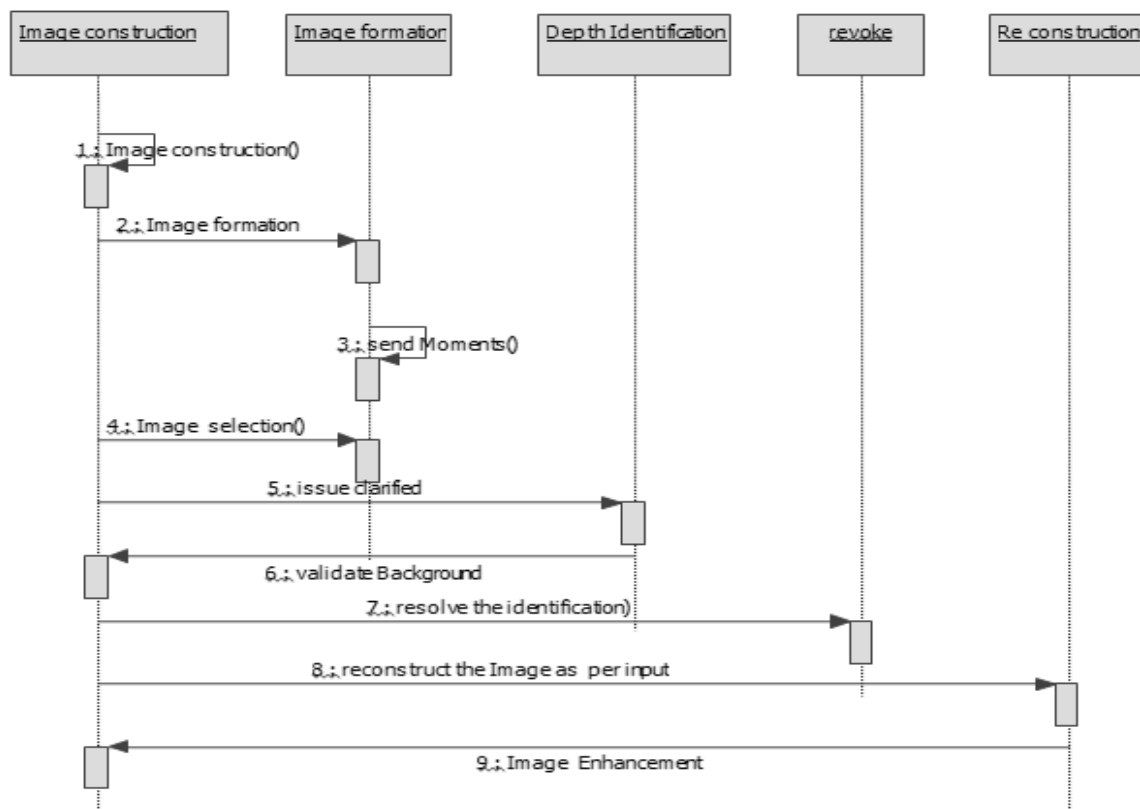 Image construction
Image formation
Depth Identification
revoke
Re construction
1 : Image construction()
2 : Image formation
3 : send Moments()
4 : Image selection()
5 : issue clarified
6 : validate Background
7 : resolve the identification)
8 : reconstruct the Image as per input
9 : Image Enhancement